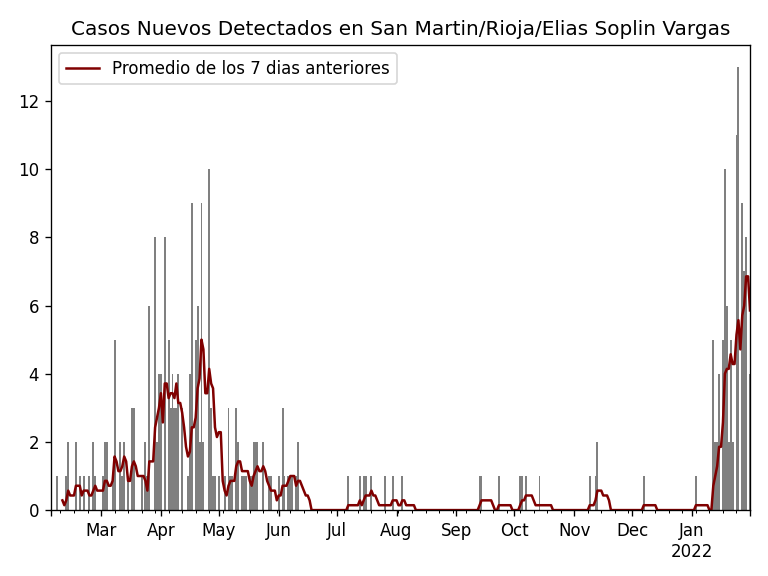 Casos Nuevos Detectados en San Martin/Rioja/Elias Soplin Vargas
Promedio de los 7 dias anteriores
12
10
8
6
4
2
0
Mar Apr May Jun Jul Aug Sep Oct Nov Dec Jan
2022